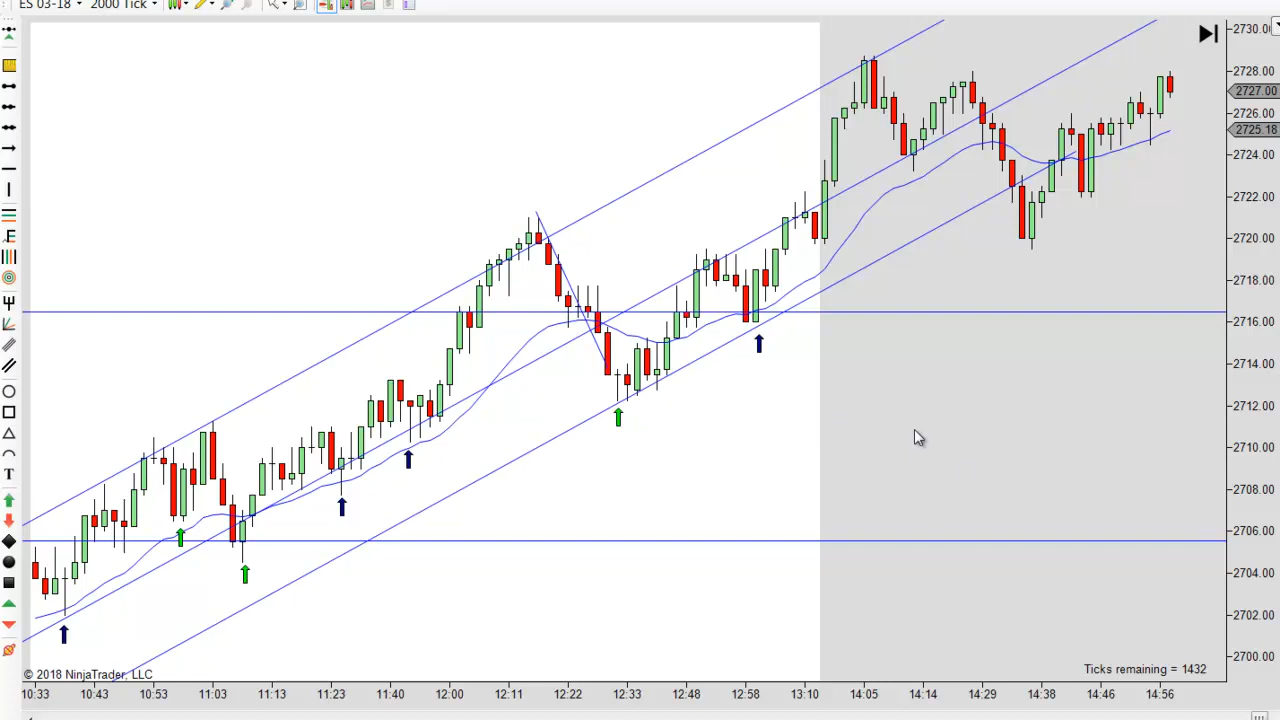 ES 03-18
2000 Tick
2730.00
2728.00
2727.00
2726.00
2725.18
2724.00
2722.00
2720.00
2718.00
2716.00
2714.00
2712.00
2710.00
2708.00
2706.00
2704.00
2702.00
2700.00
F
T
© 2018 NinjaTrader, LLC
Ticks remaining = 1432
10:33 10:43 10:53 11:03 11:13 11:23 11:40 12:00 12:11 12:22 12:33 12:48 12:58 13:10 14:05 14:14 14:29 14:38 14:46 14:56